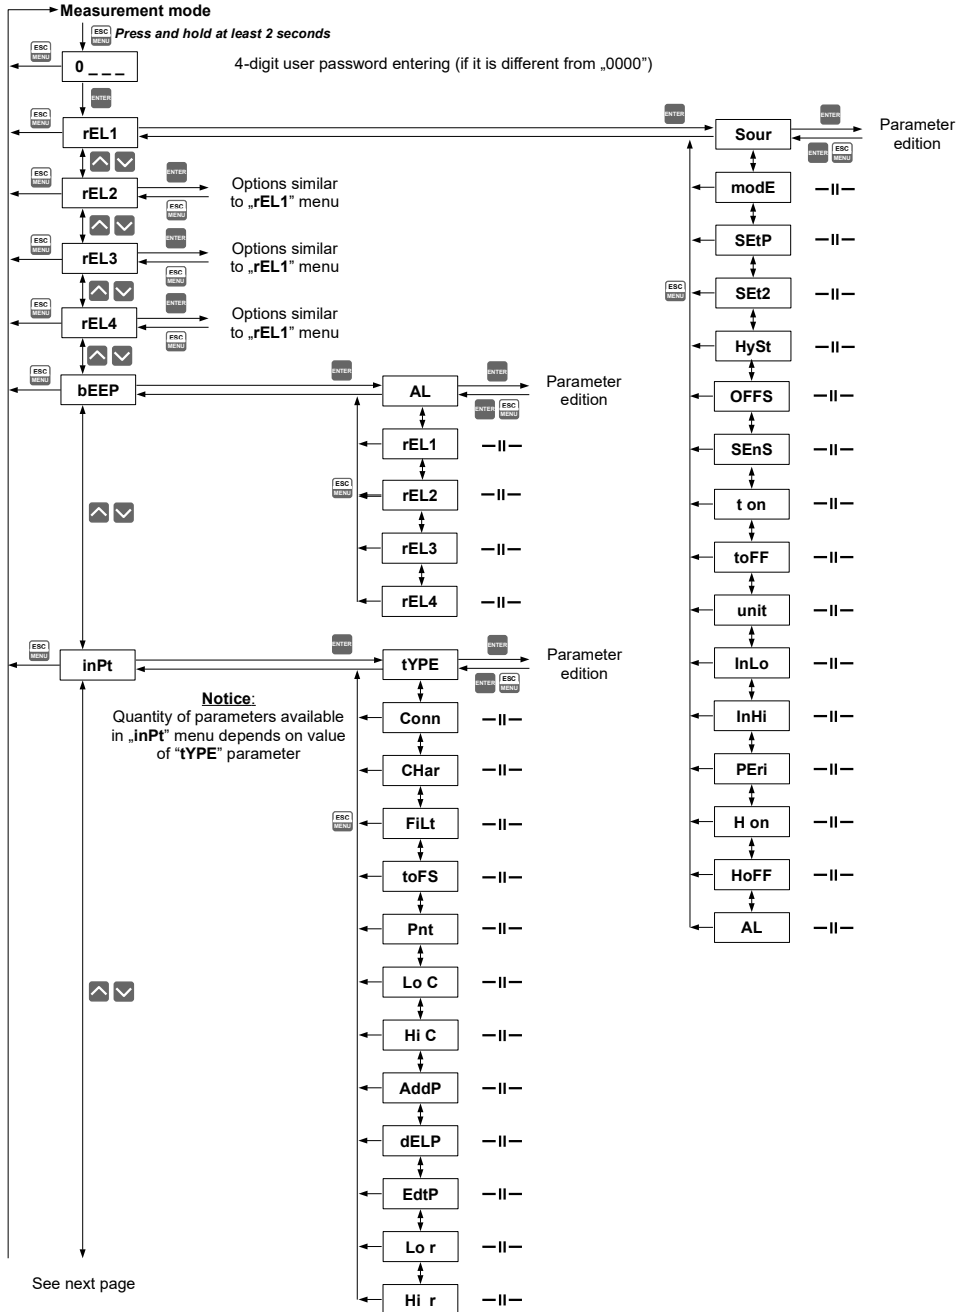 Measurement mode
ESC
MENU
Press and hold at least 2 seconds
ESC
MENU
0 _ _ _
4-digit user password entering (if it is different from „0000”)
ENTER
ESC
MENU
rEL1
ENTER
Sour
ENTER
ENTER
ESC
MENU
Parameter
edition
ESC
MENU
rEL2
ENTER
ESC
MENU
Options similar
to „rEL1” menu
modE
—II—
ESC
MENU
rEL3
ENTER
ESC
MENU
Options similar
to „rEL1” menu
SEtP
—II—
ESC
MENU
SEt2
—II—
ESC
MENU
rEL4
ENTER
ESC
MENU
Options similar
to „rEL1” menu
HySt
—II—
ESC
MENU
bEEP
ENTER
AL
ENTER
ENTER
ESC
MENU
Parameter
edition
OFFS
—II—
rEL1
—II—
SEnS
—II—
ESC
MENU
rEL2
—II—
t on
—II—
rEL3
—II—
toFF
—II—
rEL4
—II—
unit
—II—
ESC
MENU
inPt
ENTER
tYPE
ENTER
ENTER
ESC
MENU
Parameter
edition
InLo
—II—
Notice:
Quantity of parameters available
in „inPt” menu depends on value
of “tYPE” parameter
Conn
—II—
InHi
—II—
CHar
—II—
PEri
—II—
ESC
MENU
FiLt
—II—
H on
—II—
toFS
—II—
HoFF
—II—
Pnt
—II—
AL
—II—
Lo C
—II—
Hi C
—II—
AddP
—II—
dELP
—II—
EdtP
—II—
Lo r
—II—
See next page
Hi r
—II—